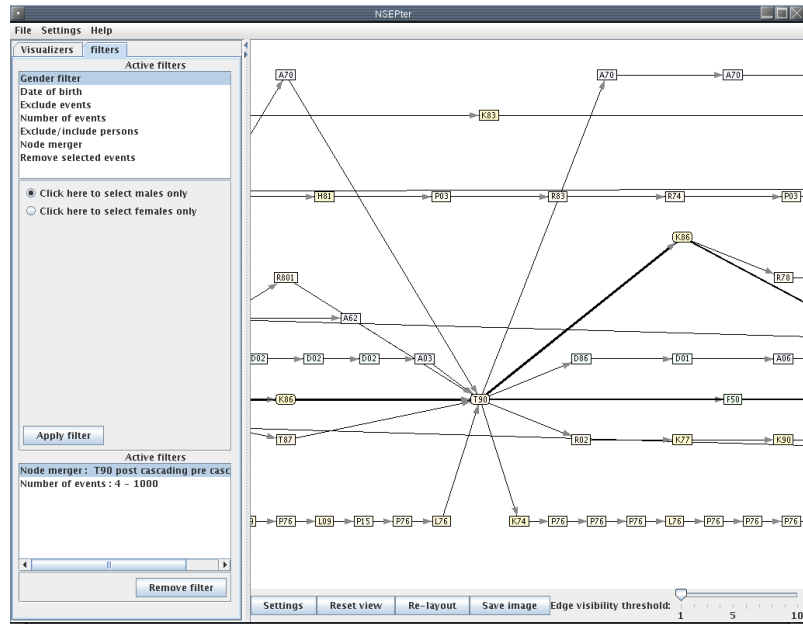 NSEPter
File Settings Help
Visualizers filters
Active filters
Gender filter
Date of birth
Exclude events
Number of events
Exclude/include persons
Node merger
Remove selected events
Click here to select males only
Click here to select females only
Apply filter
Active filters
Node merger : T90 post cascading pre casc
Number of events : 4 - 1000
Remove filter
A70 A70 A70
K83
H81 P03 R83 R74 P03
K86
R801 R78
A62
D02 D02 D02 A03 D86 D01 A06
K86 T90 F50
T87 R02 K77 K90
P76 L09 P15 P76 L76 K74 P76 P76 P76 L76 P76 P76 P76
Settings Reset view Re-layout Save image Edge visibility threshold:
1 5 10